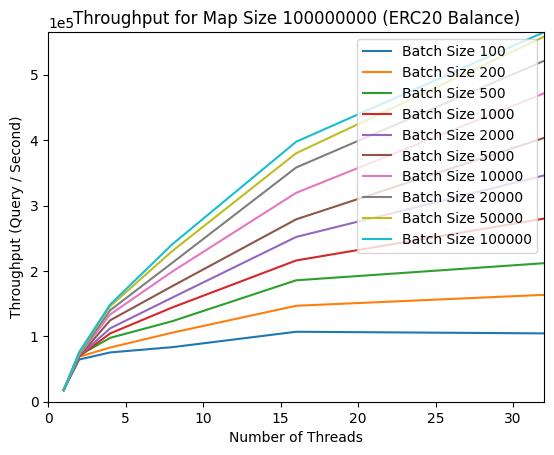 Throughput for Map Size 100000000 (ERC20 Balance)
1e5
Throughput (Query / Second)
5
4
3
2
1
0
Batch Size 100
Batch Size 200
Batch Size 500
Batch Size 1000
Batch Size 2000
Batch Size 5000
Batch Size 10000
Batch Size 20000
Batch Size 50000
Batch Size 100000
0 5 10 15 20 25 30
Number of Threads